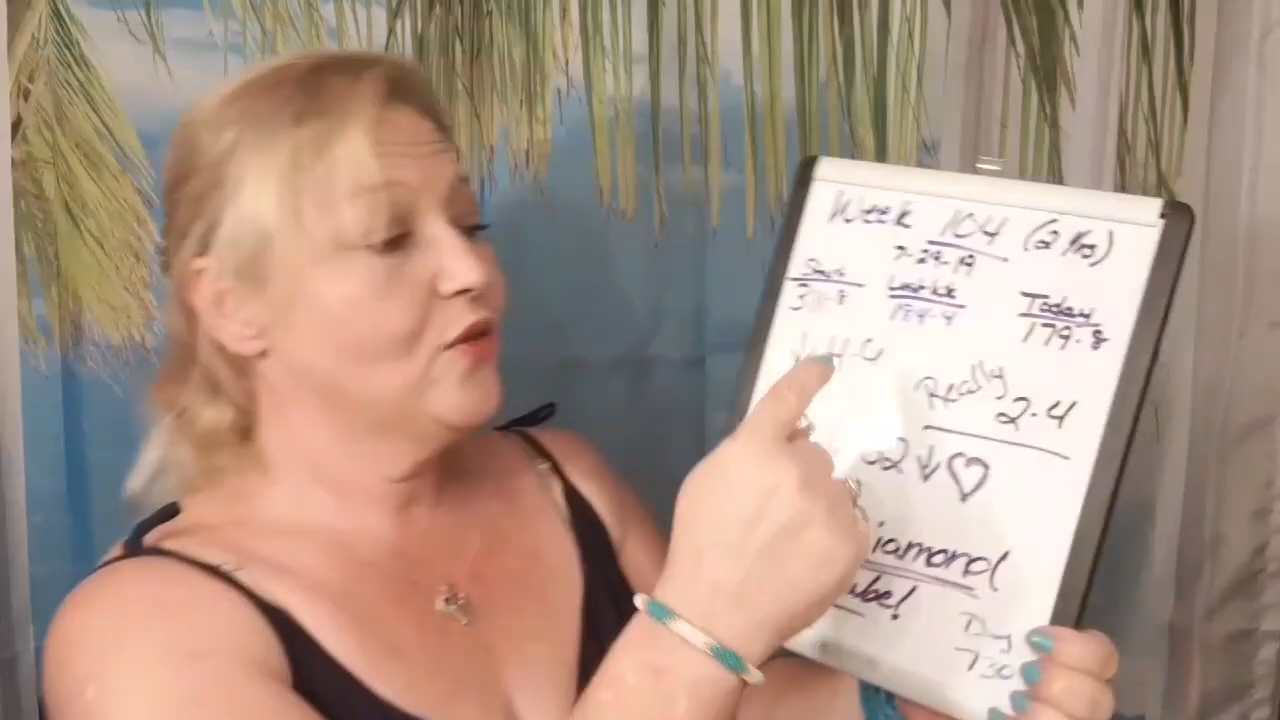 Week 104 (2 Yrs)
7-29-19
Start Last wk Today
311.8 184.4 179.8
Really
2.4
↓♡
Day
730